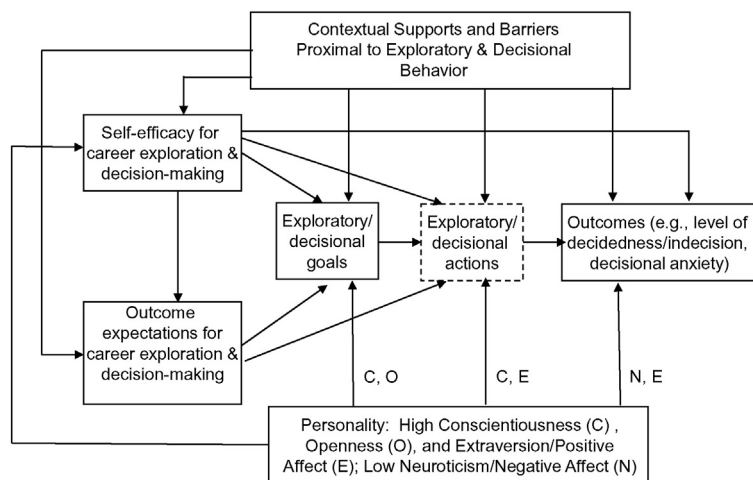 Contextual Supports and Barriers
Proximal to Exploratory & Decisional
Behavior
Self-efficacy for
career exploration &
decision-making
Exploratory/
decisional
goals
Exploratory/
decisional
actions
Outcomes (e.g., level of
decidedness/indecision,
decisional anxiety)
Outcome
expectations for
career exploration &
decision-making
C, O
C, E
N, E
Personality:  High Conscientiousness (C) ,
Openness (O), and Extraversion/Positive
Affect (E); Low Neuroticism/Negative Affect (N)